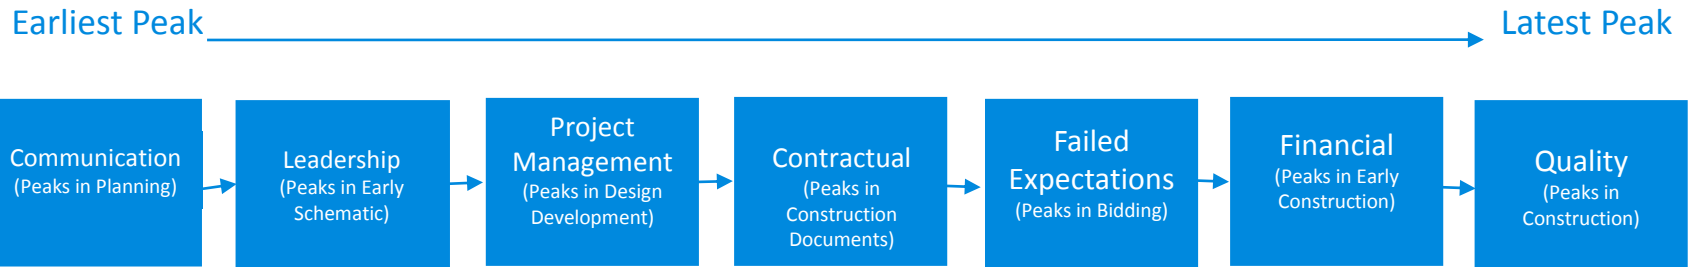 Earliest Peak
Latest Peak
Communication
(Peaks in Planning)
Leadership
(Peaks in Early
Schematic)
Project
Management
(Peaks in Design
Development)
Contractual
(Peaks in
Construction
Documents)
Failed
Expectations
(Peaks in Bidding)
Financial
(Peaks in Early
Construction)
Quality
(Peaks in
Construction)